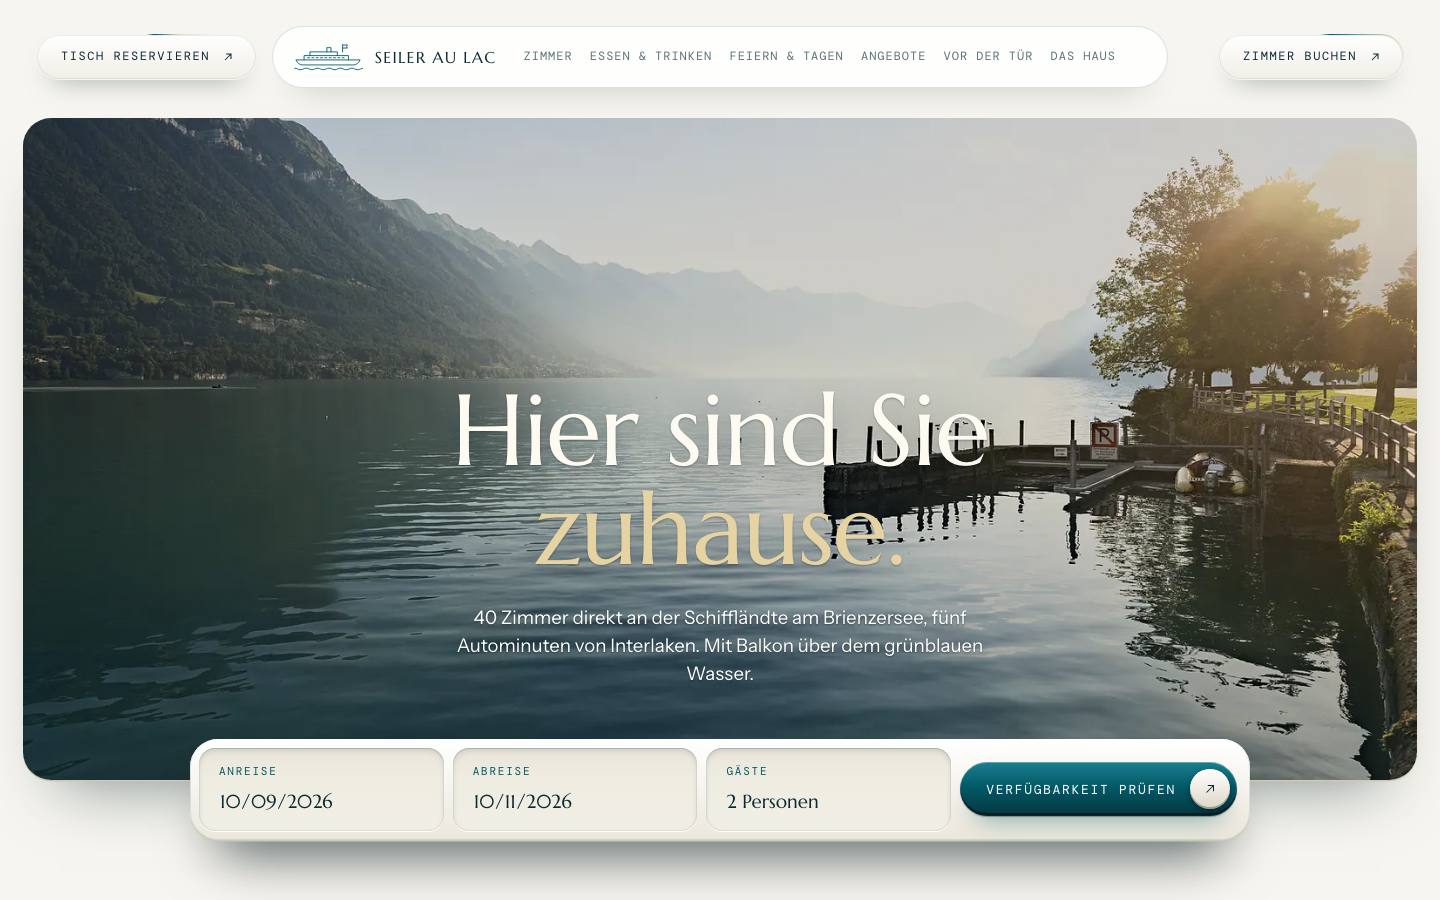 TISCH RESERVIEREN
SEILER AU LAC
ZIMMER
ESSEN & TRINKEN
FEIERN & TAGEN
ANGEBOTE
VOR DER TÜR
DAS HAUS
ZIMMER BUCHEN
Hier sind Sie
zuhause.
40 Zimmer direkt an der Schiffländte am Brienzersee, fünf
Autominuten von Interlaken. Mit Balkon über dem grünblauen
Wasser.
ANREISE
10/09/2026
ABREISE
10/11/2026
GÄSTE
2 Personen
VERFÜGBARKEIT PRÜFEN